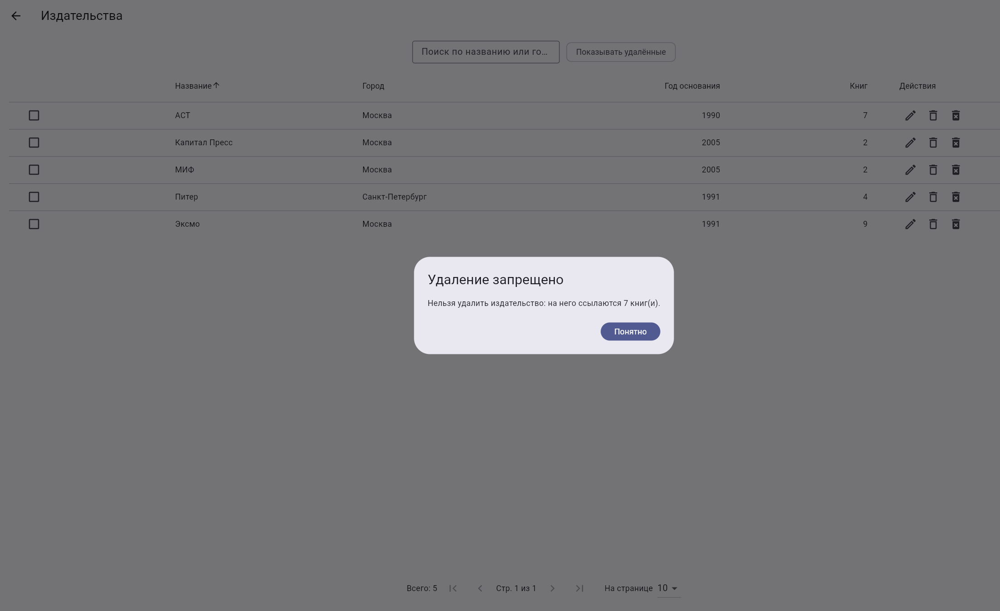 Издательства
Поиск по названию или го…
Показывать удалённые
Название Город Год основания Книг Действия
АСТ Москва 1990 7
Капитал Пресс Москва 2005 2
МИФ Москва 2005 2
Питер Санкт-Петербург 1991 4
Эксмо Москва 1991 9
Удаление запрещено
Нельзя удалить издательство: на него ссылаются 7 книг(и).
Понятно
Всего: 5 Стр. 1 из 1 На странице 10